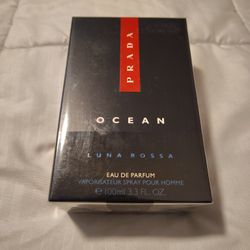 PRADA
OCEAN
LUNA ROSSA
EAU DE PARFUM
VAPORISATEUR SPRAY POUR HOMME
℮ 100ml 3.3 FL. OZ.